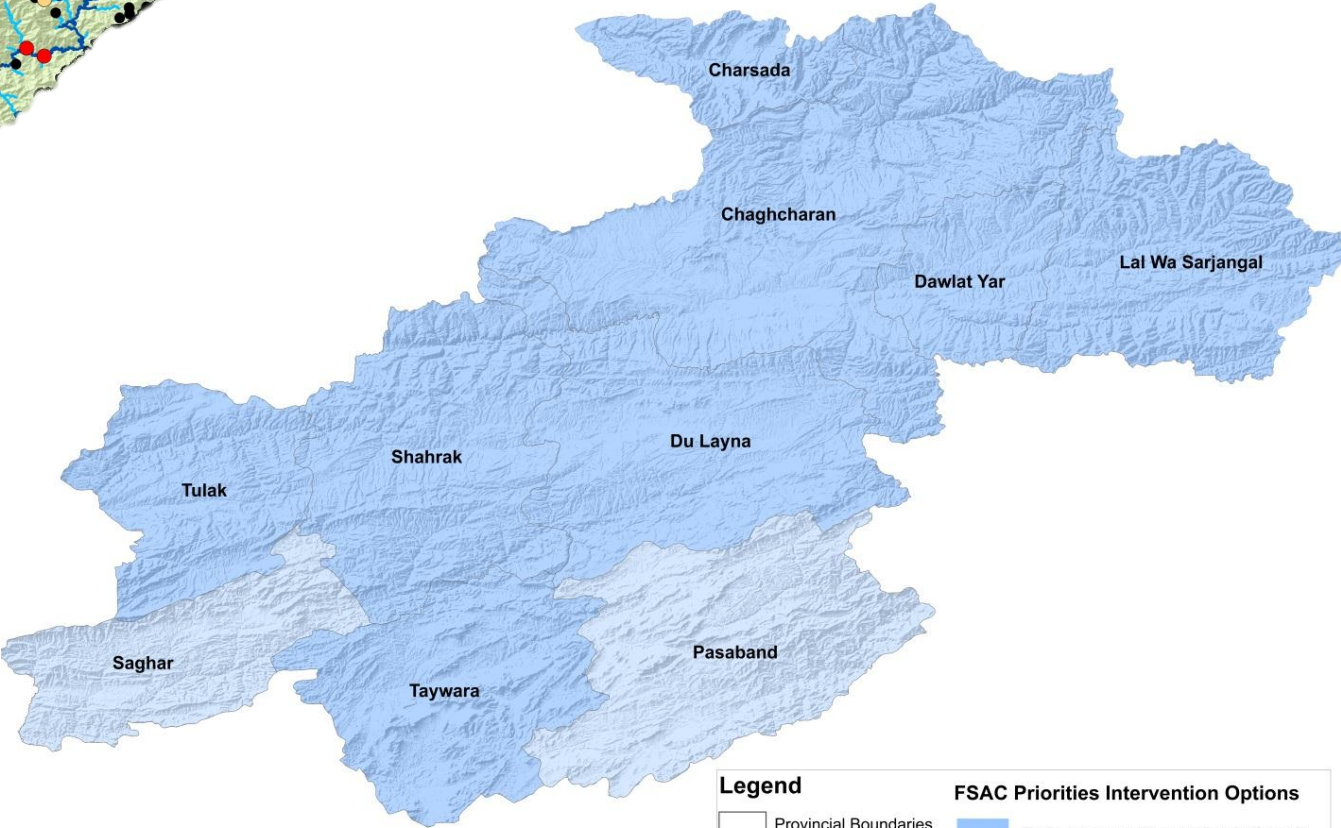 Charsada
Chaghcharan
Lal Wa Sarjangal
Dawlat Yar
Du Layna
Shahrak
Tulak
Pasaband
Saghar
Taywara
Legend
FSAC Priorities Intervention Options
Provincial Boundaries